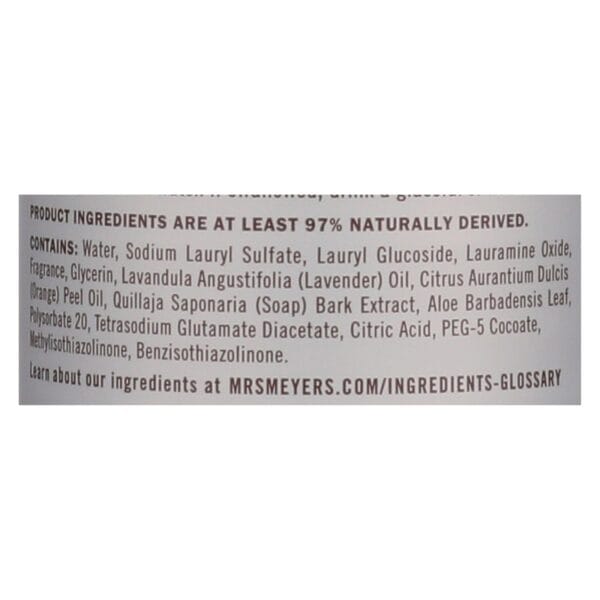 PRODUCT INGREDIENTS ARE AT LEAST 97% NATURALLY DERIVED.
CONTAINS: Water, Sodium Lauryl Sulfate, Lauryl Glucoside, Lauramine Oxide,
Fragrance, Glycerin, Lavandula Angustifolia (Lavender) Oil, Citrus Aurantium Dulcis
(Orange) Peel Oil, Quillaja Saponaria (Soap) Bark Extract, Aloe Barbadensis Leaf,
Polysorbate 20, Tetrasodium Glutamate Diacetate, Citric Acid, PEG-5 Cocoate,
Methylisothiazolinone, Benzisothiazolinone.
Learn about our ingredients at MRSMEYERS.COM/INGREDIENTS-GLOSSARY